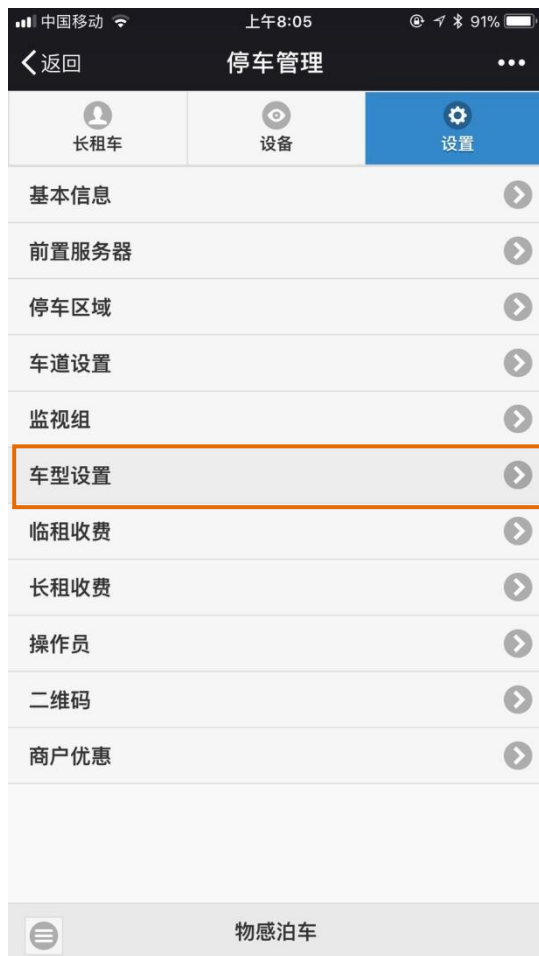 中国移动 上午8:05 91%
返回 停车管理
长租车 设备 设置
基本信息
前置服务器
停车区域
车道设置
监视组
车型设置
临租收费
长租收费
操作员
二维码
商户优惠
物感泊车